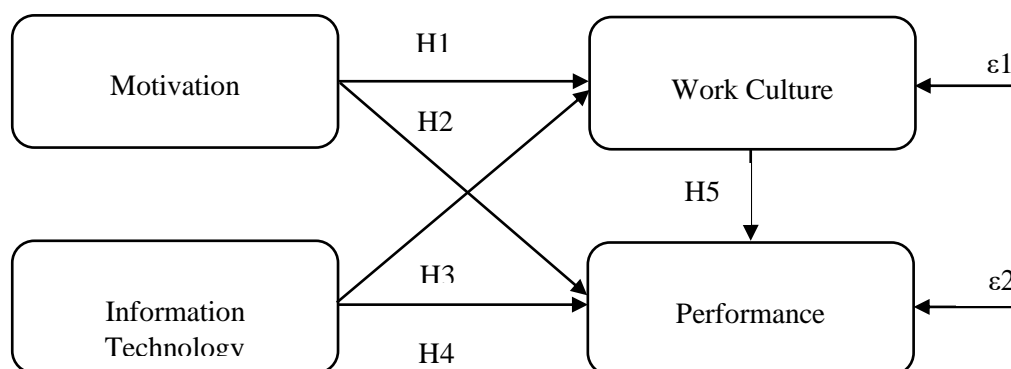 H1
Motivation
Work Culture
ε1
H2
H5
H3
Information
Technology
Performance
ε2
H4